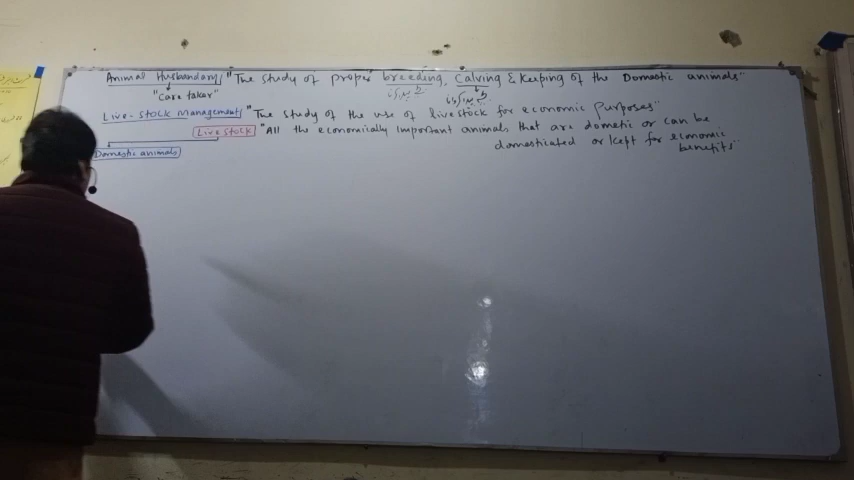 Animal Husbandary "The study of proper breeding, Calving & Keeping of the Domestic animals"
"Care taker"
Live-stock Management "The study of the use of livestock for economic purposes"
Live stock "All the economically important animals that are dometic or can be
domesticated or kept for economic
benefits"
Domestic animals